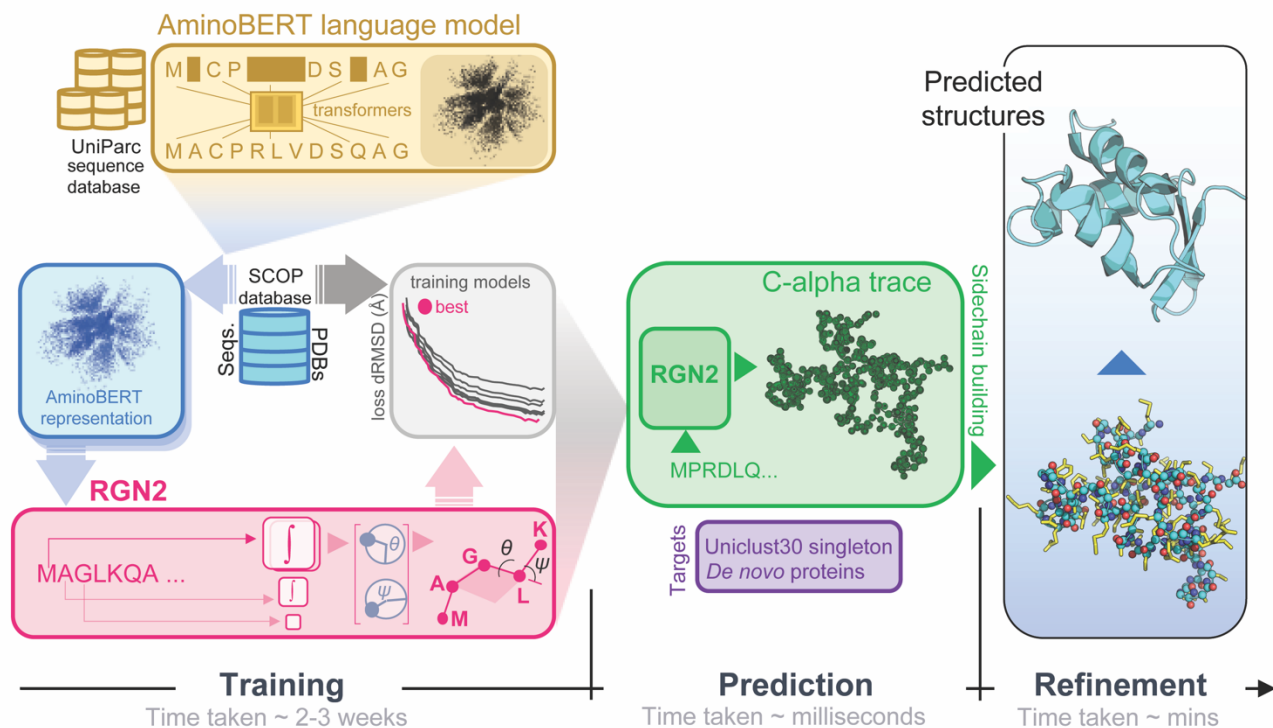 AminoBERT language model
M CP DS AG
transformers
MACPRLVDSQAG
UniParc
sequence
database
SCOP
database
Seqs.
PDBs
AminoBERT
representation
training models
best
loss dRMSD (Å)
RGN2
MAGLKQA ...
∫
∫
θ
ψ
M
A
G
θ
L
K
ψ
C-alpha trace
RGN2
MPRDLQ...
Targets
Uniclust30 singleton
De novo proteins
Sidechain building
Predicted
structures
Training
Time taken ~ 2-3 weeks
Prediction
Time taken ~ milliseconds
Refinement
Time taken ~ mins